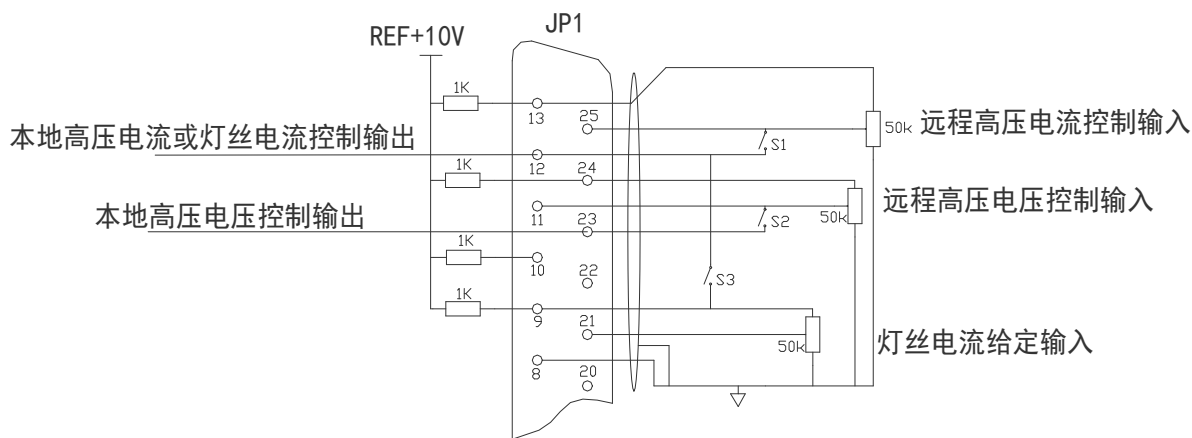 JP1
REF+10V
1K
13
25
50k
远程高压电流控制输入
本地高压电流或灯丝电流控制输出
S1
12
1K
24
远程高压电压控制输入
本地高压电压控制输出
11
23
S2
50k
1K
10
22
S3
1K
9
21
50k
灯丝电流给定输入
8
20